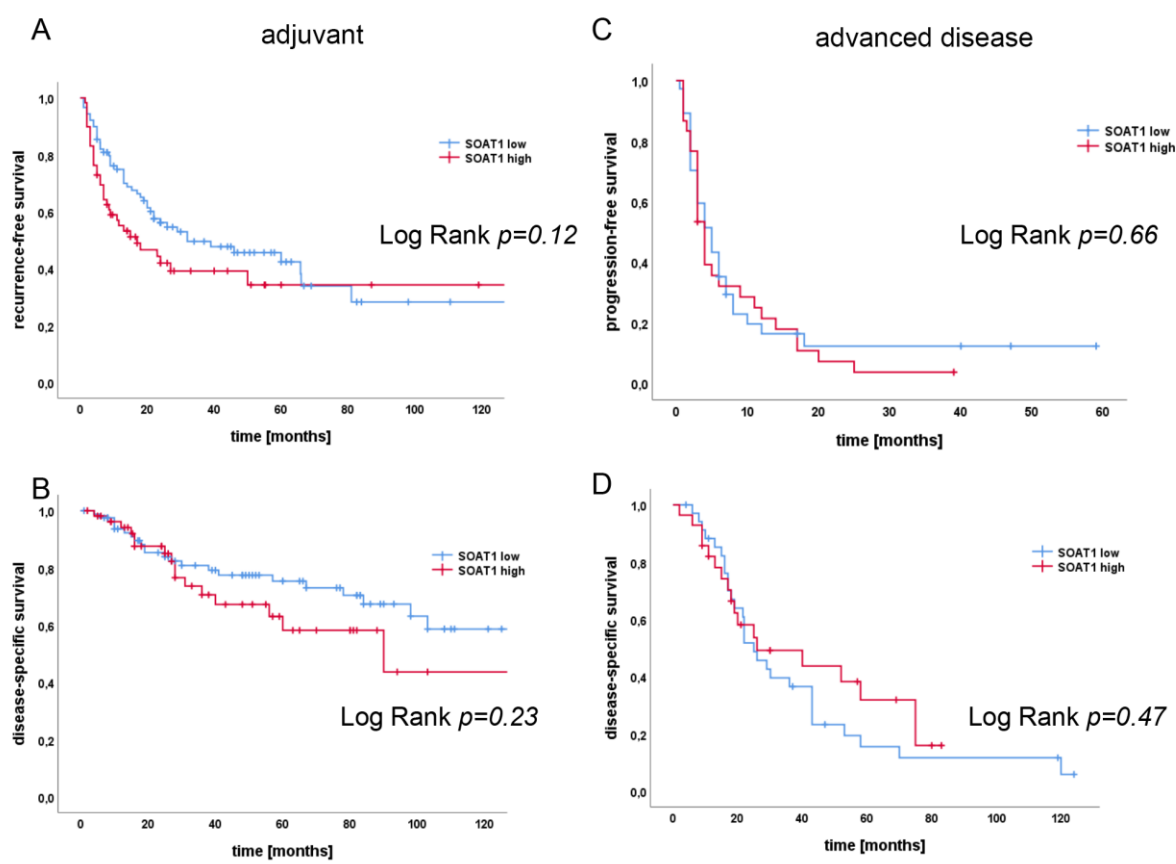 A
adjuvant
recurrence-free survival
1,0
0,8
0,6
0,4
0,2
0,0
SOAT1 low
SOAT1 high
Log Rank p=0.12
0 20 40 60 80 100 120
time [months]
C
advanced disease
progression-free survival
1,0
0,8
0,6
0,4
0,2
0,0
SOAT1 low
SOAT1 high
Log Rank p=0.66
0 10 20 30 40 50 60
time [months]
B
disease-specific survival
1,0
0,8
0,6
0,4
0,2
0,0
SOAT1 low
SOAT1 high
Log Rank p=0.23
0 20 40 60 80 100 120
time [months]
D
disease-specific survival
1,0
0,8
0,6
0,4
0,2
0,0
SOAT1 low
SOAT1 high
Log Rank p=0.47
0 20 40 60 80 100 120
time [months]